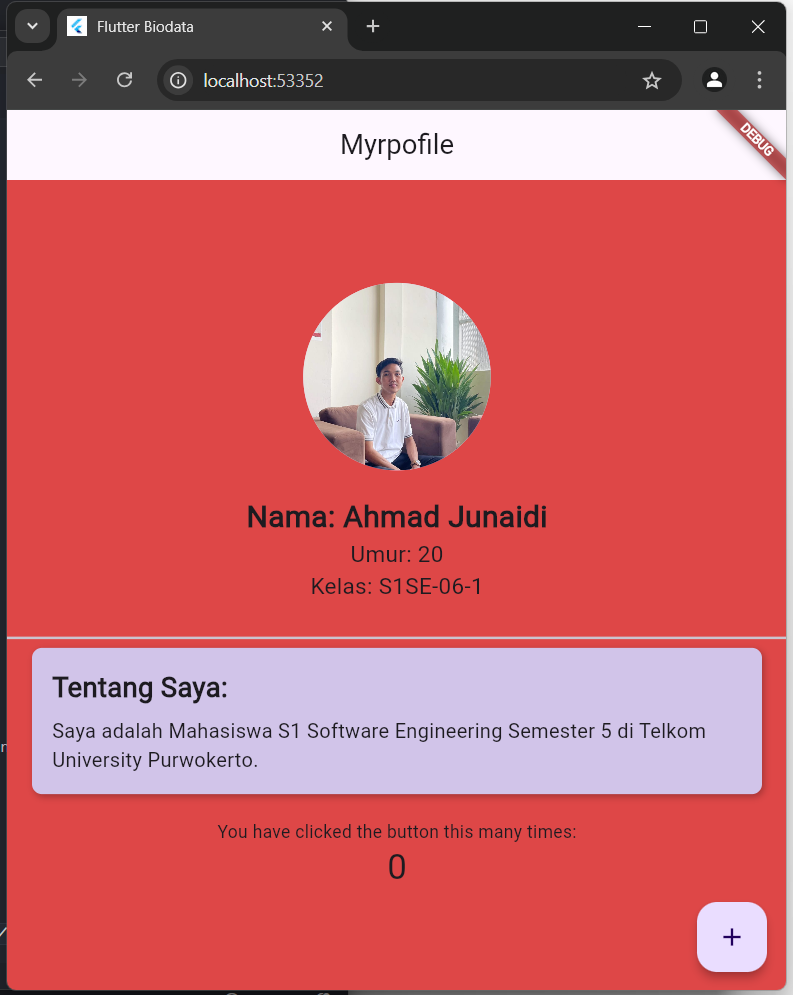 Flutter Biodata
localhost:53352
Myrpofile
DEBUG
Nama: Ahmad Junaidi
Umur: 20
Kelas: S1SE-06-1
Tentang Saya:
Saya adalah Mahasiswa S1 Software Engineering Semester 5 di Telkom
University Purwokerto.
You have clicked the button this many times:
0